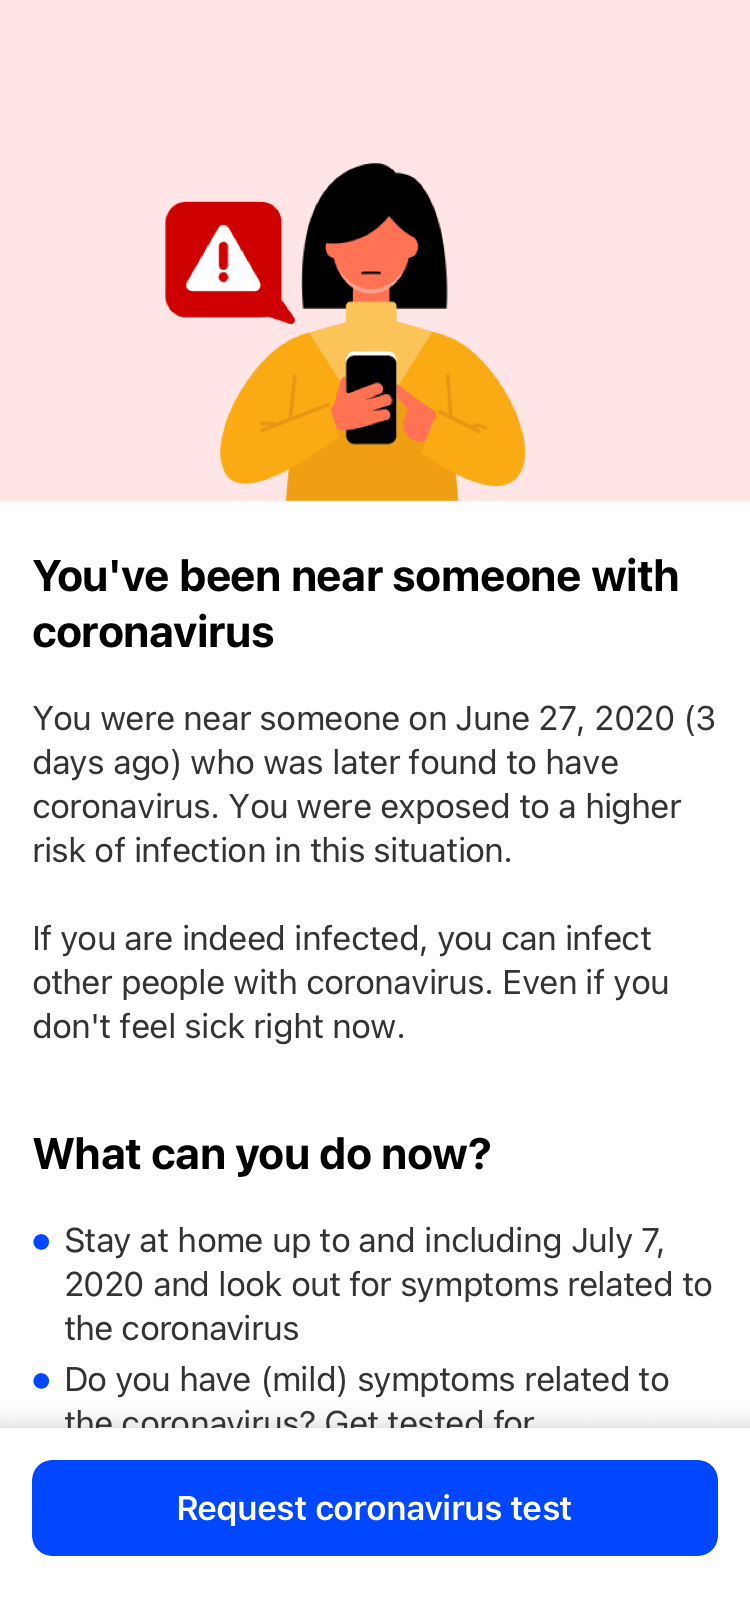 You've been near someone with
coronavirus
You were near someone on June 27, 2020 (3
days ago) who was later found to have
coronavirus. You were exposed to a higher
risk of infection in this situation.
If you are indeed infected, you can infect
other people with coronavirus. Even if you
don't feel sick right now.
What can you do now?
Stay at home up to and including July 7,
2020 and look out for symptoms related to
the coronavirus
Do you have (mild) symptoms related to
the coronavirus? Get tested for
Request coronavirus test